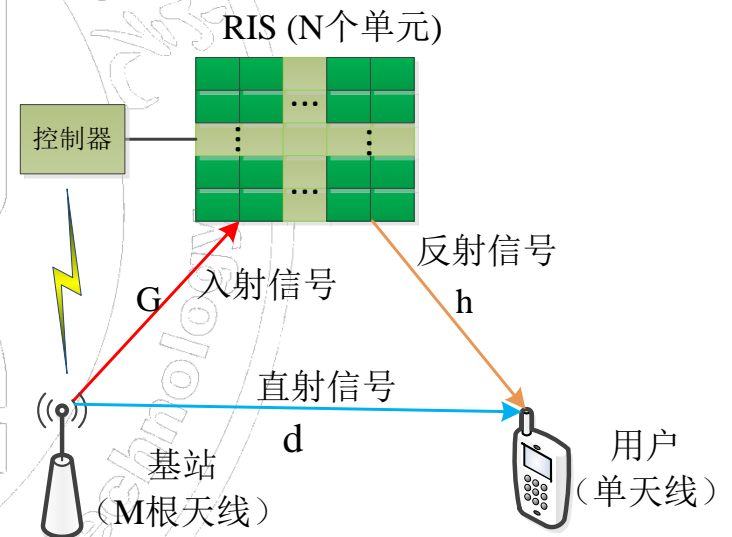 RIS (N个单元)
控制器
反射信号
入射信号
G
h
直射信号
d
基站
（M根天线）
用户
（单天线）
chnology